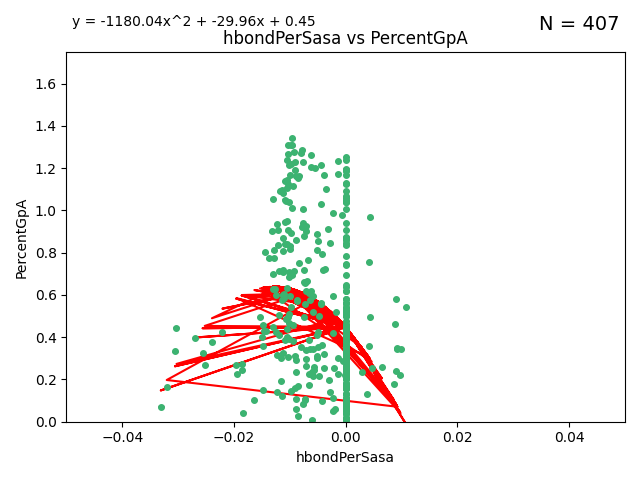 y = -1180.04x^2 + -29.96x + 0.45
N = 407
hbondPerSasa vs PercentGpA
PercentGpA
1.6
1.4
1.2
1.0
0.8
0.6
0.4
0.2
0.0
−0.04
−0.02
0.00
0.02
0.04
hbondPerSasa